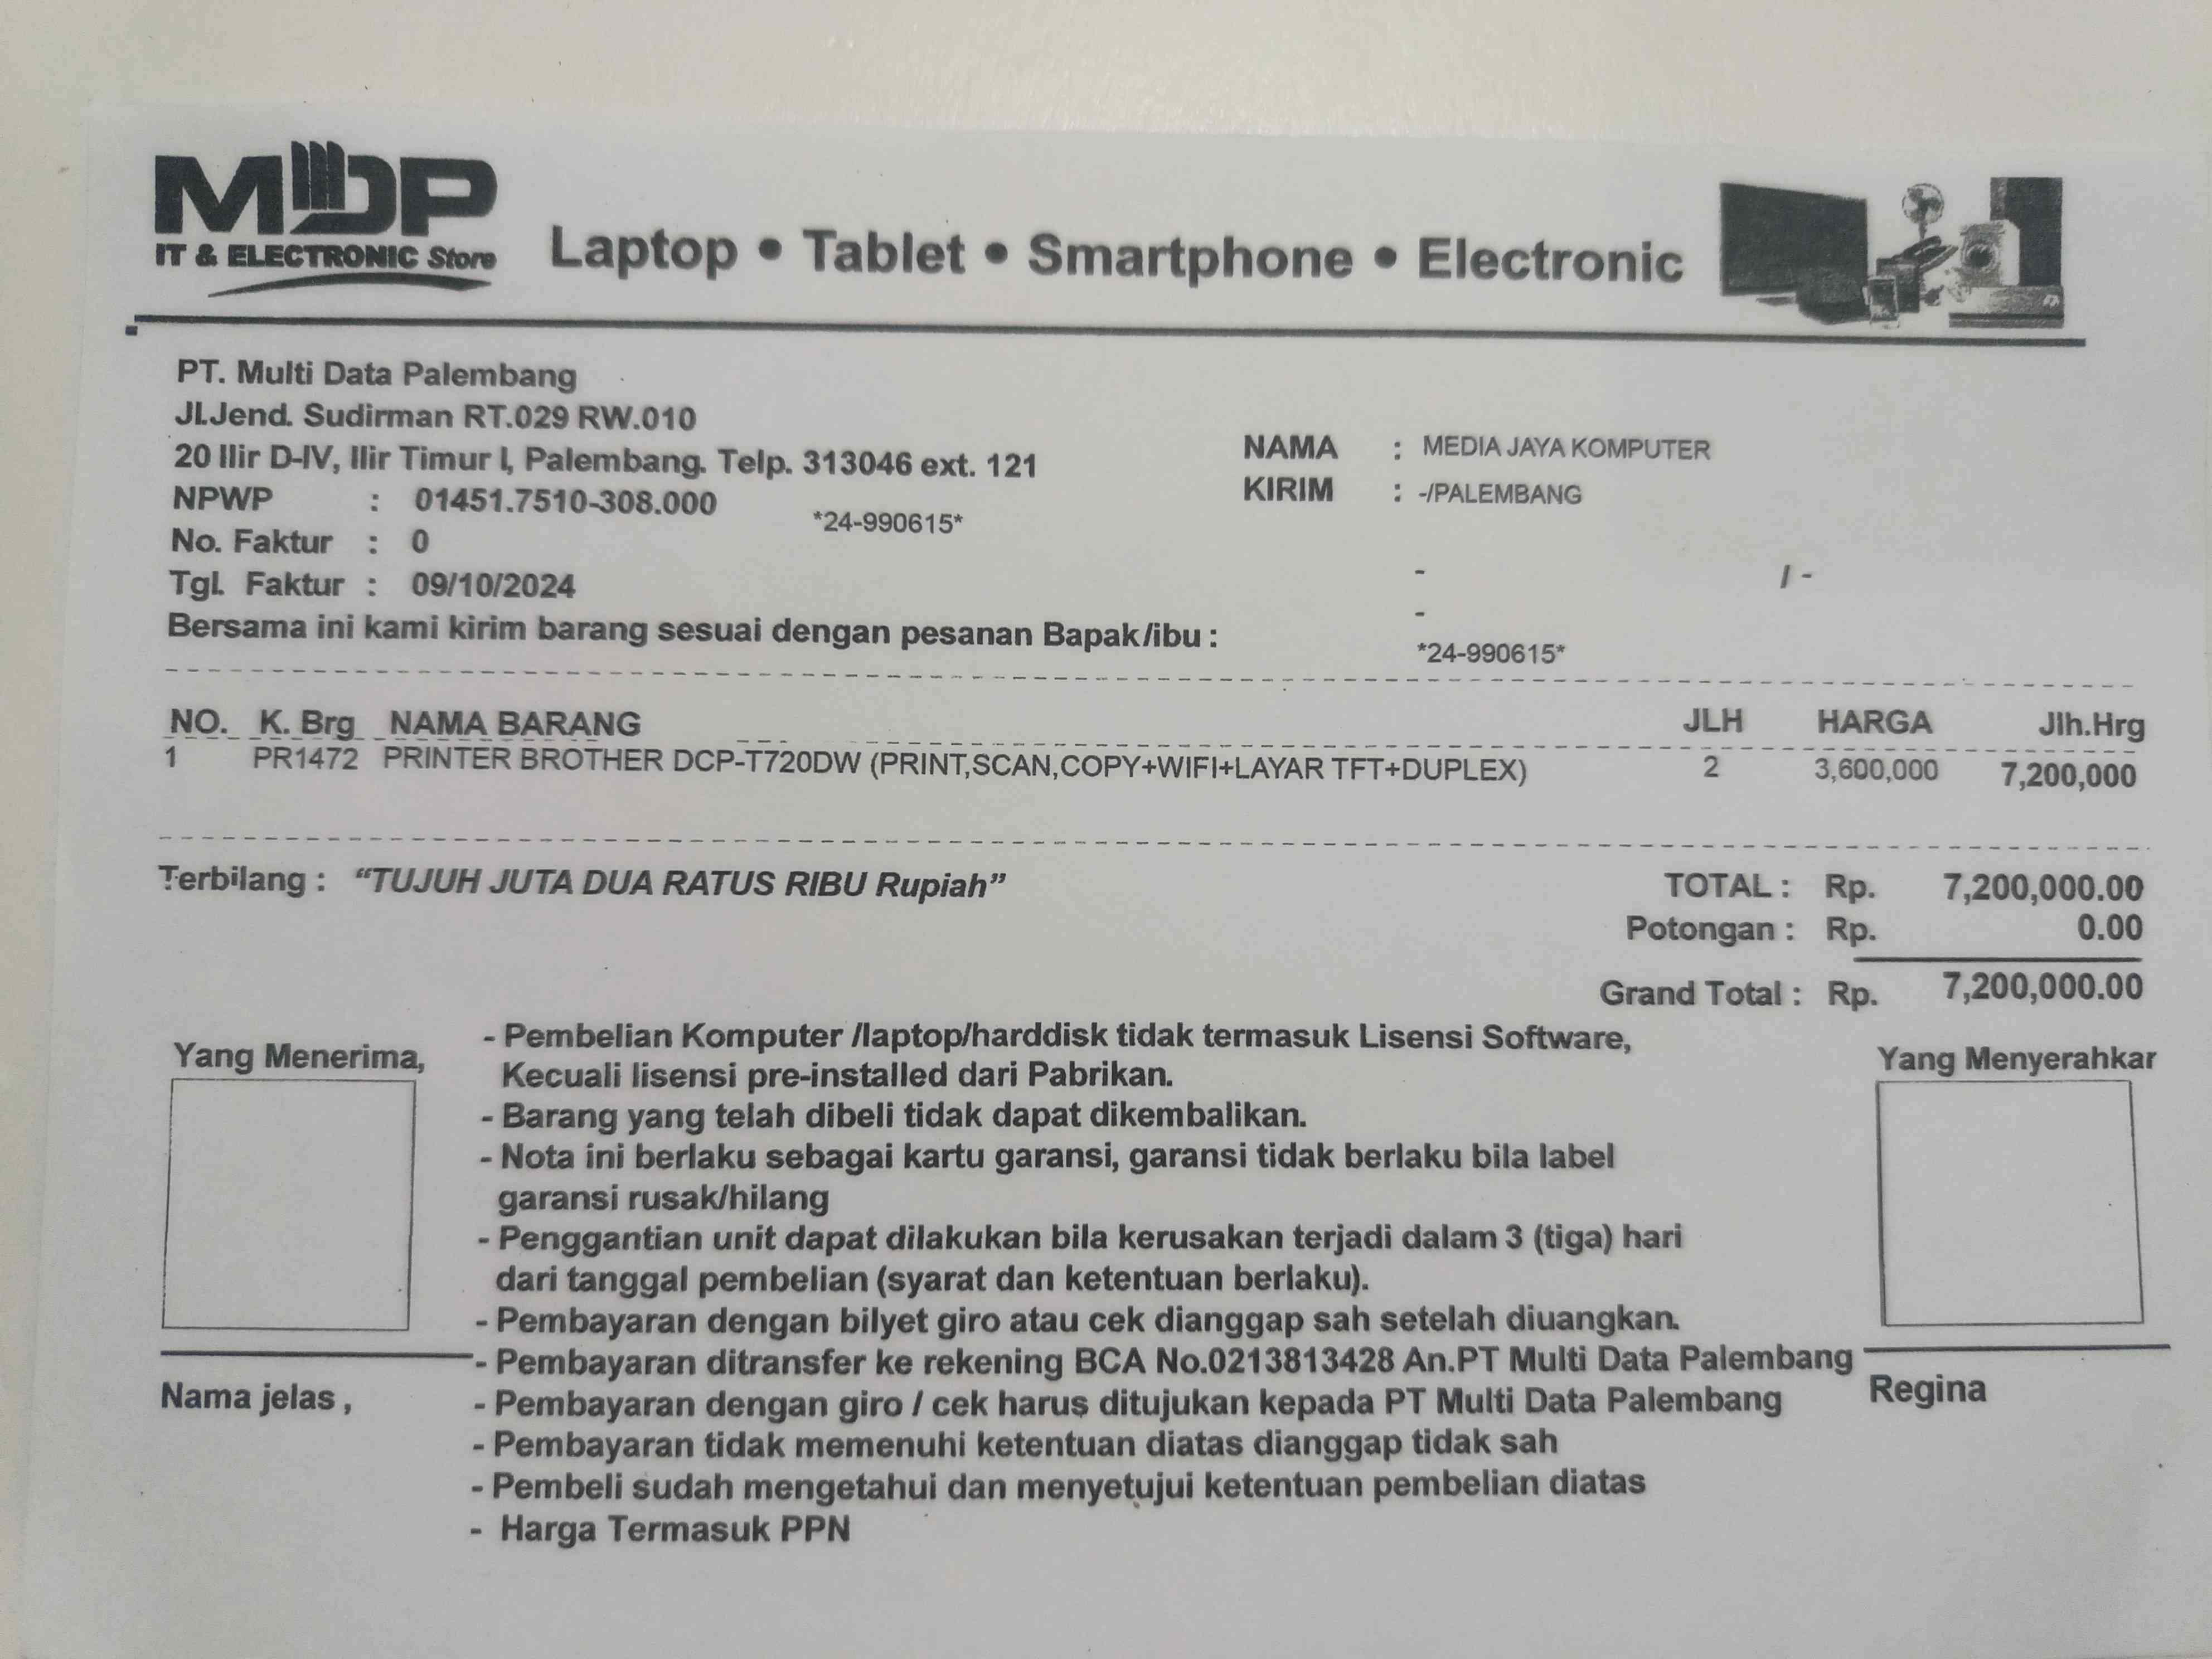 MDP
IT & ELECTRONIC Store
Laptop • Tablet • Smartphone • Electronic
PT. Multi Data Palembang
Jl.Jend. Sudirman RT.029 RW.010
20 Ilir D-IV, Ilir Timur I, Palembang. Telp. 313046 ext. 121
NPWP : 01451.7510-308.000
*24-990615*
No. Faktur : 0
Tgl. Faktur : 09/10/2024
NAMA : MEDIA JAYA KOMPUTER
KIRIM : -/PALEMBANG
- / -
-
*24-990615*
Bersama ini kami kirim barang sesuai dengan pesanan Bapak/ibu :
NO. K. Brg NAMA BARANG JLH HARGA Jlh.Hrg
1 PR1472 PRINTER BROTHER DCP-T720DW (PRINT,SCAN,COPY+WIFI+LAYAR TFT+DUPLEX) 2 3,600,000 7,200,000
Terbilang : “TUJUH JUTA DUA RATUS RIBU Rupiah”
TOTAL : Rp. 7,200,000.00
Potongan : Rp. 0.00
Grand Total : Rp. 7,200,000.00
Yang Menerima,
- Pembelian Komputer /laptop/harddisk tidak termasuk Lisensi Software,
Kecuali lisensi pre-installed dari Pabrikan.
- Barang yang telah dibeli tidak dapat dikembalikan.
- Nota ini berlaku sebagai kartu garansi, garansi tidak berlaku bila label
garansi rusak/hilang
- Penggantian unit dapat dilakukan bila kerusakan terjadi dalam 3 (tiga) hari
dari tanggal pembelian (syarat dan ketentuan berlaku).
- Pembayaran dengan bilyet giro atau cek dianggap sah setelah diuangkan.
- Pembayaran ditransfer ke rekening BCA No.0213813428 An.PT Multi Data Palembang
- Pembayaran dengan giro / cek harus ditujukan kepada PT Multi Data Palembang
- Pembayaran tidak memenuhi ketentuan diatas dianggap tidak sah
- Pembeli sudah mengetahui dan menyetujui ketentuan pembelian diatas
- Harga Termasuk PPN
Nama jelas ,
Yang Menyerahkar
Regina